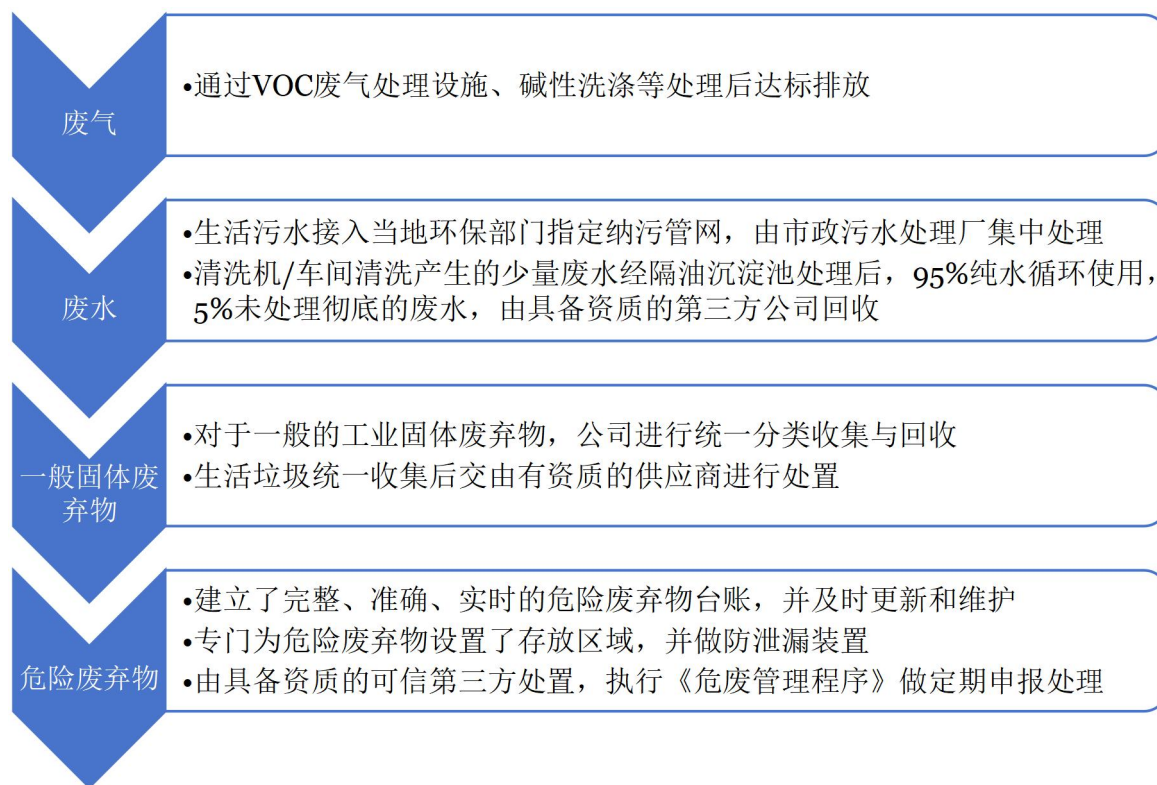 废气
•通过VOC废气处理设施、碱性洗涤等处理后达标排放
废水
•生活污水接入当地环保部门指定纳污管网，由市政污水处理厂集中处理
•清洗机/车间清洗产生的少量废水经隔油沉淀池处理后，95%纯水循环使用，
5%未处理彻底的废水，由具备资质的第三方公司回收
一般固体废
弃物
•对于一般的工业固体废弃物，公司进行统一分类收集与回收
•生活垃圾统一收集后交由有资质的供应商进行处置
危险废弃物
•建立了完整、准确、实时的危险废弃物台账，并及时更新和维护
•专门为危险废弃物设置了存放区域，并做防泄漏装置
•由具备资质的可信第三方处置，执行《危废管理程序》做定期申报处理